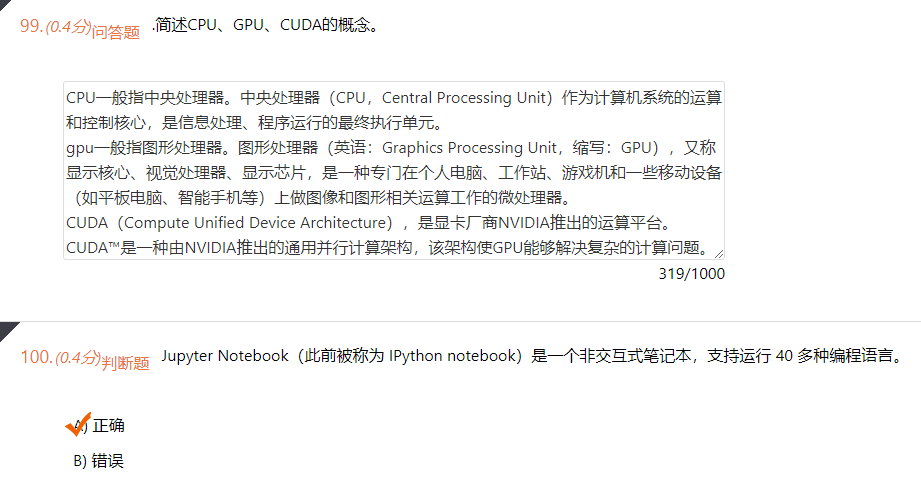 99.(0.4分)问答题 .简述CPU、GPU、CUDA的概念。
CPU一般指中央处理器。中央处理器（CPU，Central Processing Unit）作为计算机系统的运算
和控制核心，是信息处理、程序运行的最终执行单元。
gpu一般指图形处理器。图形处理器（英语：Graphics Processing Unit，缩写：GPU），又称
显示核心、视觉处理器、显示芯片，是一种专门在个人电脑、工作站、游戏机和一些移动设备
（如平板电脑、智能手机等）上做图像和图形相关运算工作的微处理器。
CUDA（Compute Unified Device Architecture），是显卡厂商NVIDIA推出的运算平台。
CUDA™是一种由NVIDIA推出的通用并行计算架构，该架构使GPU能够解决复杂的计算问题。
319/1000
100.(0.4分)判断题 Jupyter Notebook（此前被称为 IPython notebook）是一个非交互式笔记本，支持运行 40 多种编程语言。
A) 正确
B) 错误